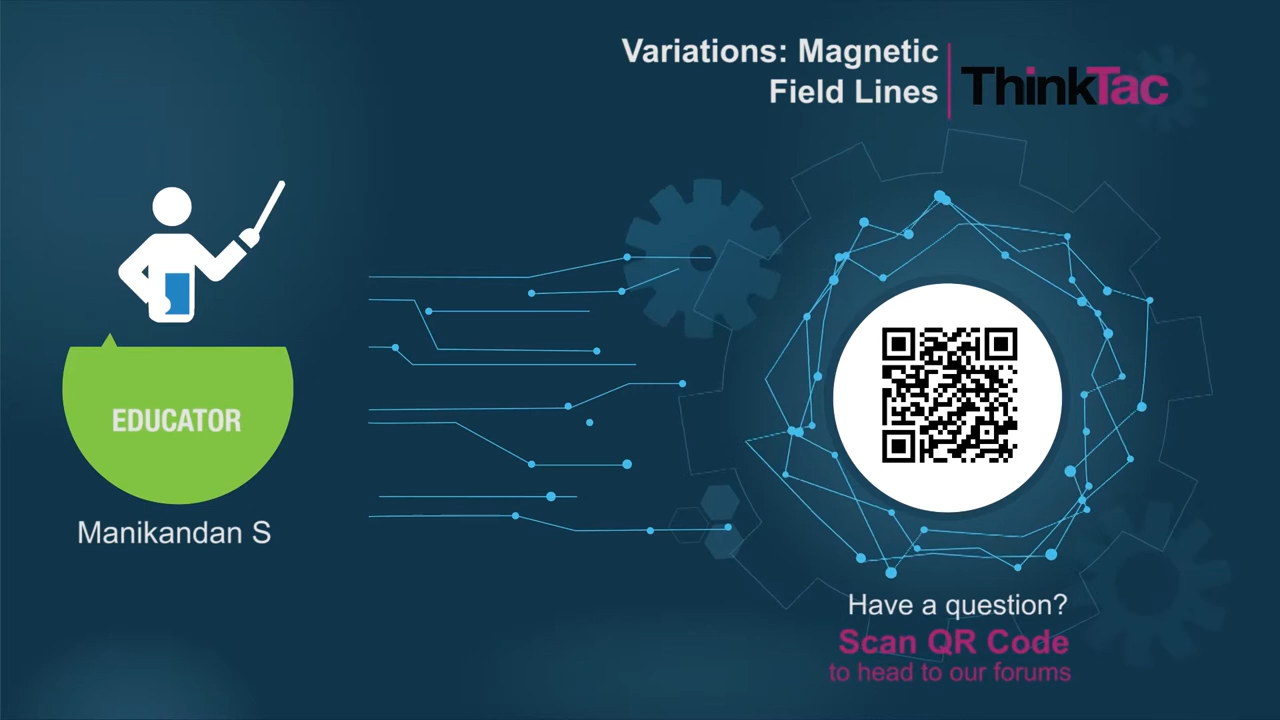 Variations: Magnetic
Field Lines
ThinkTac
EDUCATOR
Manikandan S
Have a question?
Scan QR Code
to head to our forums